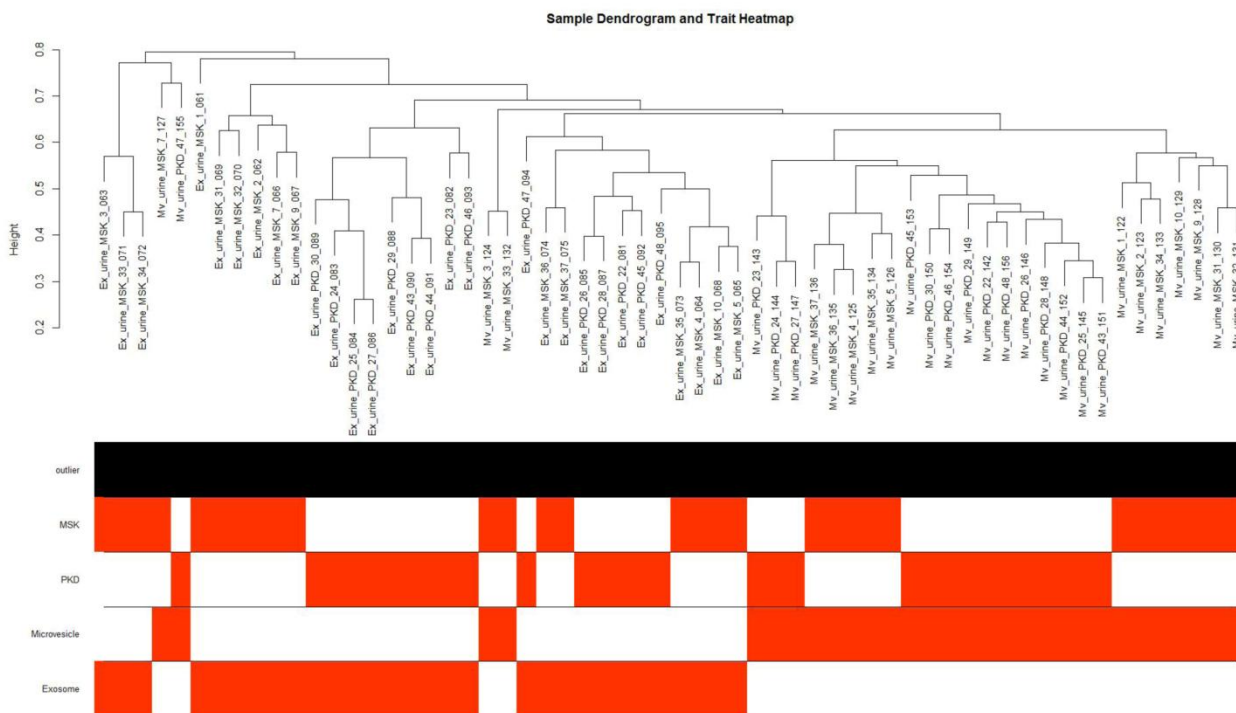 Sample Dendrogram and Trait Heatmap
Height
0.8
0.7
0.6
0.5
0.4
0.3
0.2
Ex_urine_MSK_3_063
Ex_urine_MSK_33_071
Ex_urine_MSK_34_072
Mv_urine_MSK_7_127
Mv_urine_PKD_47_155
Ex_urine_MSK_1_061
Ex_urine_MSK_31_069
Ex_urine_MSK_32_070
Ex_urine_MSK_2_062
Ex_urine_MSK_7_066
Ex_urine_MSK_9_067
Ex_urine_PKD_30_089
Ex_urine_PKD_24_083
Ex_urine_PKD_25_084
Ex_urine_PKD_27_086
Ex_urine_PKD_29_088
Ex_urine_PKD_43_090
Ex_urine_PKD_44_091
Ex_urine_PKD_23_082
Ex_urine_PKD_46_093
Mv_urine_MSK_3_124
Mv_urine_MSK_33_132
Ex_urine_PKD_47_094
Ex_urine_MSK_36_074
Ex_urine_MSK_37_075
Ex_urine_PKD_26_085
Ex_urine_PKD_28_087
Ex_urine_PKD_22_081
Ex_urine_PKD_45_092
Ex_urine_PKD_48_095
Ex_urine_MSK_35_073
Ex_urine_MSK_4_064
Ex_urine_MSK_10_068
Ex_urine_MSK_5_065
Mv_urine_PKD_23_143
Mv_urine_PKD_24_144
Mv_urine_PKD_27_147
Mv_urine_MSK_37_136
Mv_urine_MSK_36_135
Mv_urine_MSK_4_125
Mv_urine_MSK_35_134
Mv_urine_MSK_5_126
Mv_urine_PKD_45_153
Mv_urine_PKD_30_150
Mv_urine_PKD_46_154
Mv_urine_PKD_29_149
Mv_urine_PKD_22_142
Mv_urine_PKD_48_156
Mv_urine_PKD_26_146
Mv_urine_PKD_28_148
Mv_urine_PKD_44_152
Mv_urine_PKD_25_145
Mv_urine_PKD_43_151
Mv_urine_MSK_1_122
Mv_urine_MSK_2_123
Mv_urine_MSK_34_133
Mv_urine_MSK_10_129
Mv_urine_MSK_9_128
Mv_urine_MSK_31_130
outlier
MSK
PKD
Microvesicle
Exosome